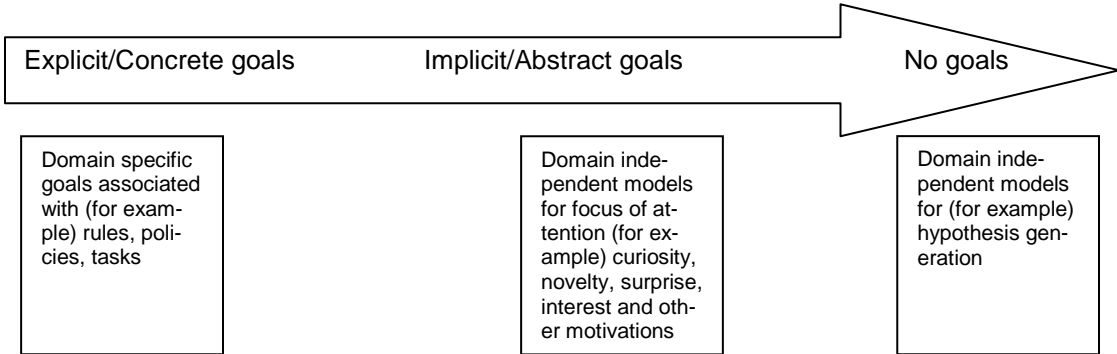 Explicit/Concrete goals
Implicit/Abstract goals
No goals
Domain specific
goals associated
with (for exam-
ple) rules, poli-
cies, tasks
Domain inde-
pendent models
for focus of at-
tention (for ex-
ample) curiosity,
novelty, surprise,
interest and oth-
er motivations
Domain inde-
pendent models
for (for example)
hypothesis gen-
eration